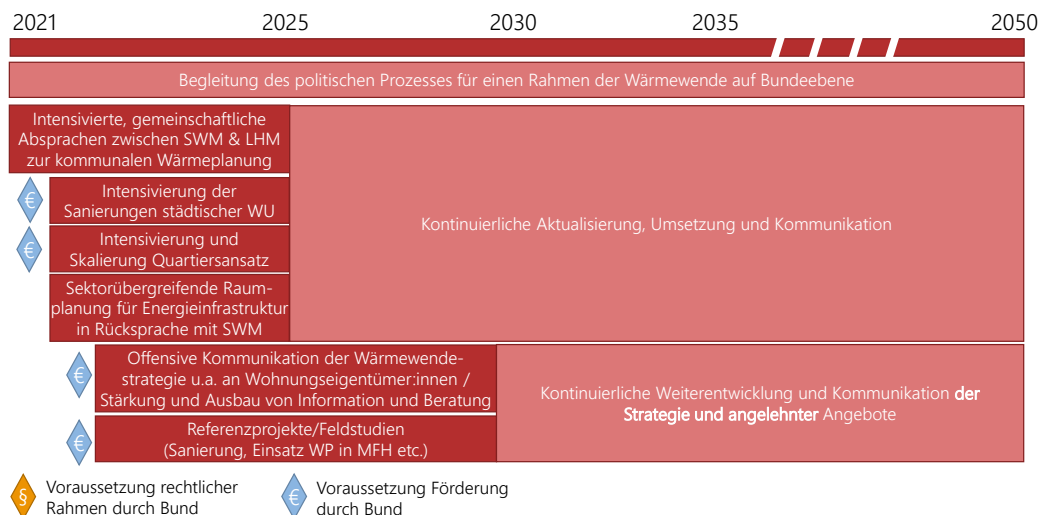 2021 2025 2030 2035 2050
Begleitung des politischen Prozesses für einen Rahmen der Wärmewende auf Bundeebene
Intensivierte, gemeinschaftliche
Absprachen zwischen SWM & LHM
zur kommunalen Wärmeplanung
€
Intensivierung der
Sanierungen städtischer WU
€
Intensivierung und
Skalierung Quartiersansatz
Sektorübergreifende Raum-
planung für Energieinfrastruktur
in Rücksprache mit SWM
Kontinuierliche Aktualisierung, Umsetzung und Kommunikation
€
Offensive Kommunikation der Wärmewende-
strategie u.a. an Wohnungseigentümer:innen /
Stärkung und Ausbau von Information und Beratung
€
Referenzprojekte/Feldstudien
(Sanierung, Einsatz WP in MFH etc.)
Kontinuierliche Weiterentwicklung und Kommunikation der
Strategie und angelehnter Angebote
§
Voraussetzung rechtlicher
Rahmen durch Bund
€
Voraussetzung Förderung
durch Bund